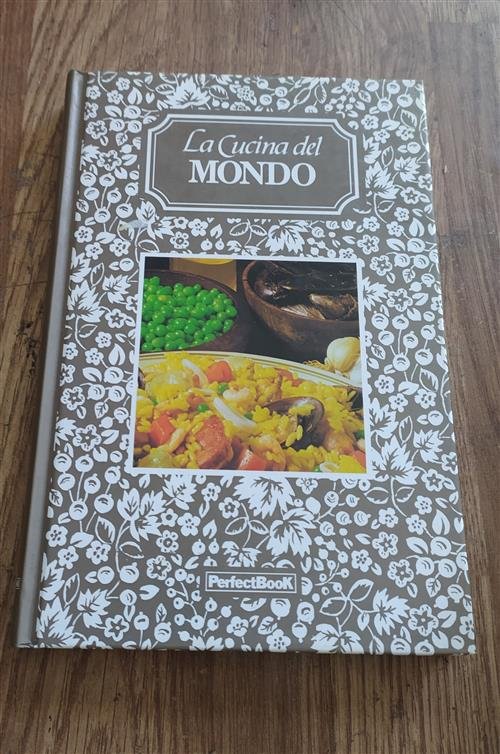 La Cucina del
MONDO
PerfectBooK